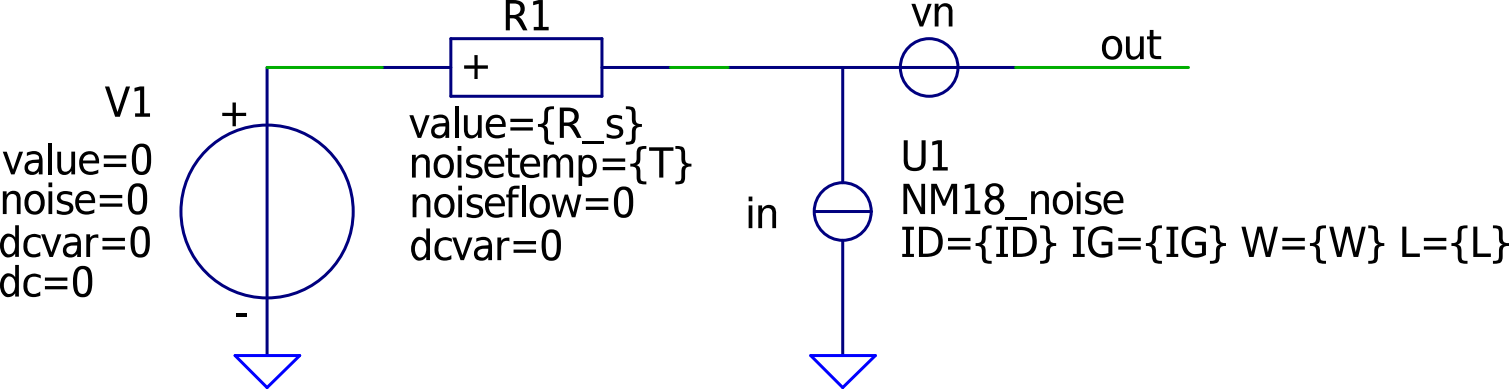 V1
+
value=0
noise=0
dcvar=0
dc=0
-
R1
+
value={R_s}
noisetemp={T}
noiseflow=0
dcvar=0
vn
out
in
U1
NM18_noise
ID={ID} IG={IG} W={W} L={L}